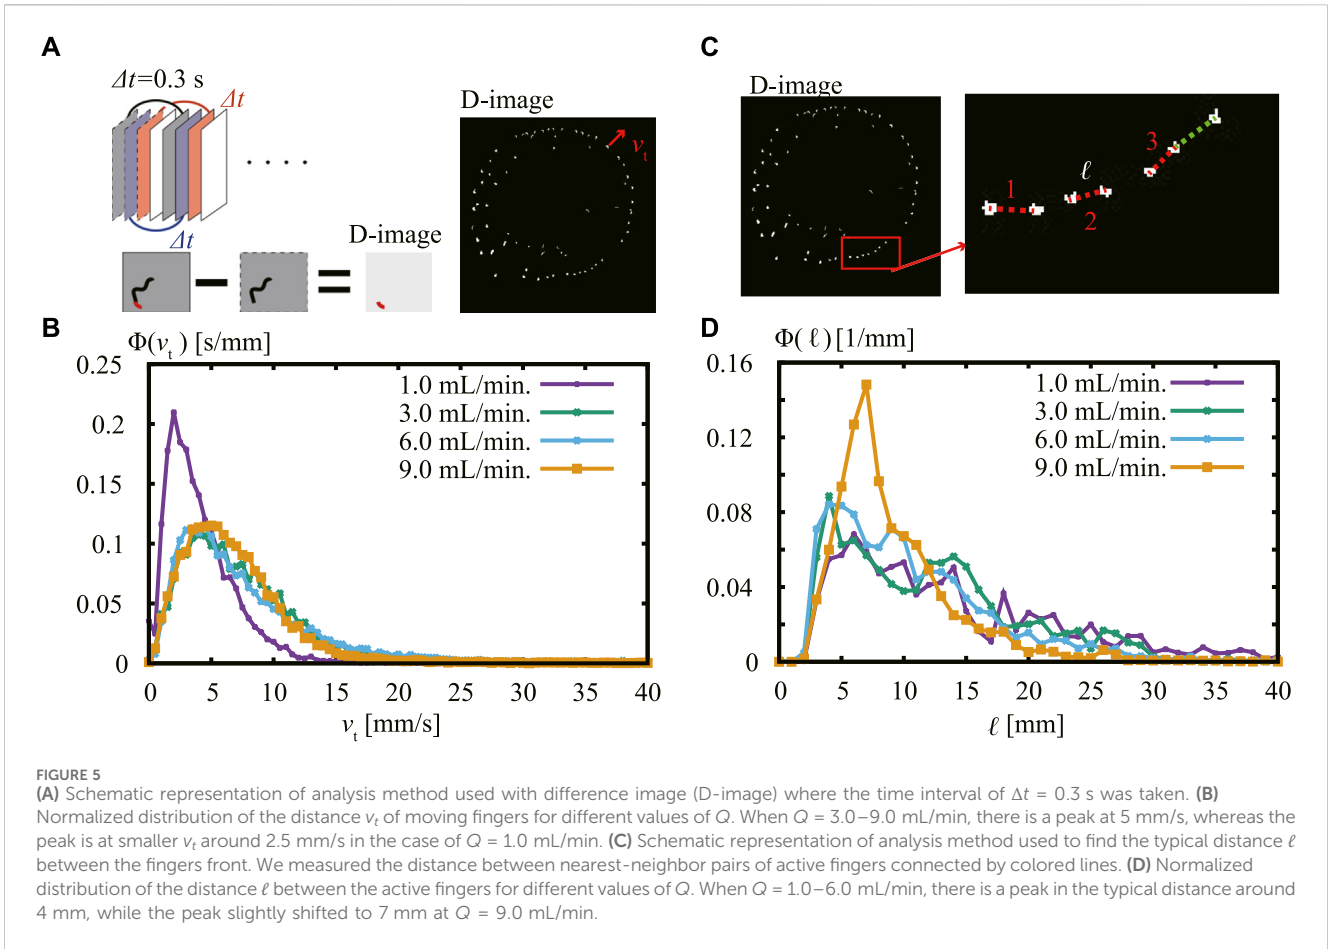 A
Δt=0.3 s
Δt
. . . .
Δt
D-image
D-image
v_t
C
D-image
1
ℓ
2
3
B
Φ(v_t) [s/mm]
0.25
0.2
0.15
0.1
0.05
0
1.0 mL/min.
3.0 mL/min.
6.0 mL/min.
9.0 mL/min.
0 5 10 15 20 25 30 35 40
v_t [mm/s]
D
Φ(ℓ) [1/mm]
0.16
0.12
0.08
0.04
0
1.0 mL/min.
3.0 mL/min.
6.0 mL/min.
9.0 mL/min.
0 5 10 15 20 25 30 35 40
ℓ [mm]
FIGURE 5
(A) Schematic representation of analysis method used with difference image (D-image) where the time interval of Δt = 0.3 s was taken. (B)
Normalized distribution of the distance v_t of moving fingers for different values of Q. When Q = 3.0–9.0 mL/min, there is a peak at 5 mm/s, whereas the
peak is at smaller v_t around 2.5 mm/s in the case of Q = 1.0 mL/min. (C) Schematic representation of analysis method used to find the typical distance ℓ
between the fingers front. We measured the distance between nearest-neighbor pairs of active fingers connected by colored lines. (D) Normalized
distribution of the distance ℓ between the active fingers for different values of Q. When Q = 1.0–6.0 mL/min, there is a peak in the typical distance around
4 mm, while the peak slightly shifted to 7 mm at Q = 9.0 mL/min.